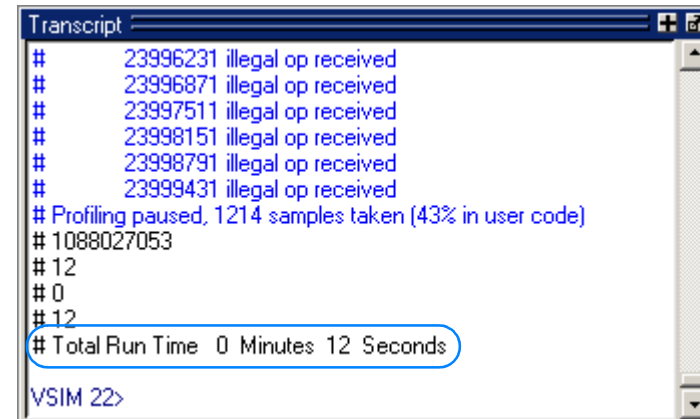 Transcript
# 23996231 illegal op received
# 23996871 illegal op received
# 23997511 illegal op received
# 23998151 illegal op received
# 23998791 illegal op received
# 23999431 illegal op received
# Profiling paused, 1214 samples taken (43% in user code)
# 1088027053
# 12
# 0
# 12
# Total Run Time 0 Minutes 12 Seconds
VSIM 22>